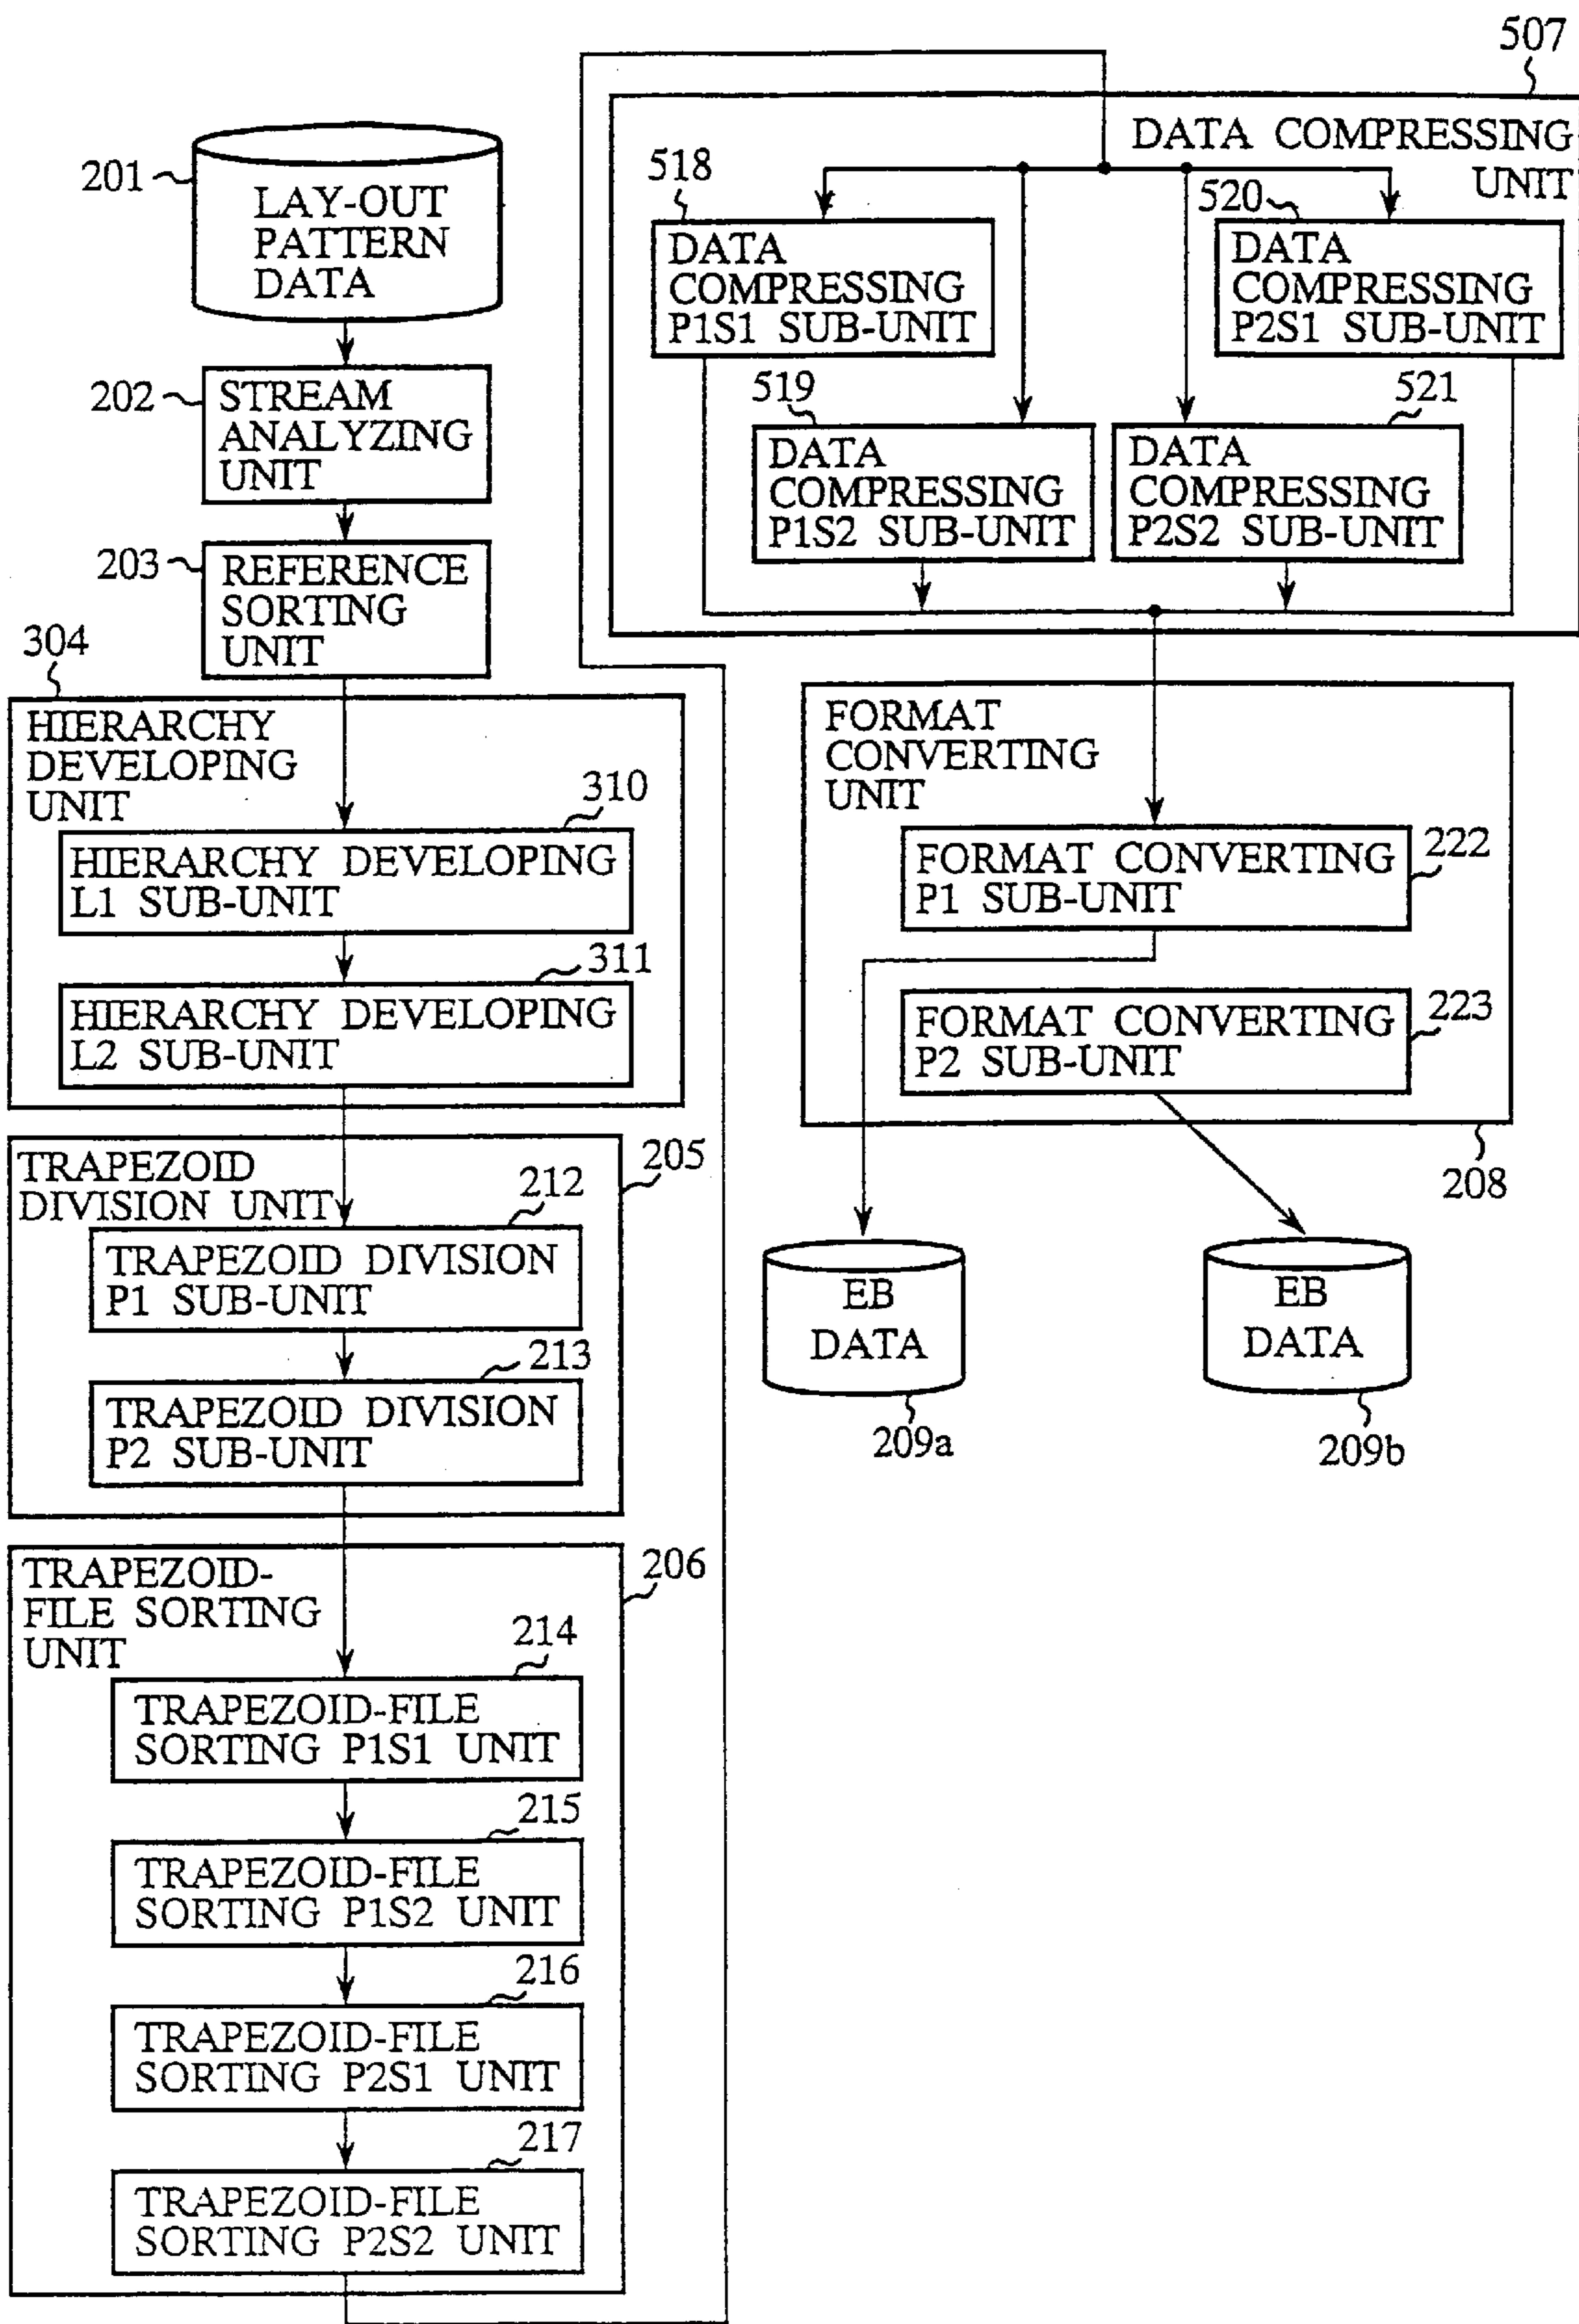 201
LAY-OUT
PATTERN
DATA
202
STREAM
ANALYZING
UNIT
203
REFERENCE
SORTING
UNIT
304
HIERARCHY
DEVELOPING
UNIT
310
HIERARCHY DEVELOPING
L1 SUB-UNIT
311
HIERARCHY DEVELOPING
L2 SUB-UNIT
205
TRAPEZOID
DIVISION UNIT
212
TRAPEZOID DIVISION
P1 SUB-UNIT
213
TRAPEZOID DIVISION
P2 SUB-UNIT
206
TRAPEZOID-
FILE SORTING
UNIT
214
TRAPEZOID-FILE
SORTING P1S1 UNIT
215
TRAPEZOID-FILE
SORTING P1S2 UNIT
216
TRAPEZOID-FILE
SORTING P2S1 UNIT
217
TRAPEZOID-FILE
SORTING P2S2 UNIT
507
DATA COMPRESSING
UNIT
518
DATA
COMPRESSING
P1S1 SUB-UNIT
520
DATA
COMPRESSING
P2S1 SUB-UNIT
519
DATA
COMPRESSING
P1S2 SUB-UNIT
521
DATA
COMPRESSING
P2S2 SUB-UNIT
FORMAT
CONVERTING
UNIT
222
FORMAT CONVERTING
P1 SUB-UNIT
223
FORMAT CONVERTING
P2 SUB-UNIT
208
EB
DATA
209a
EB
DATA
209b